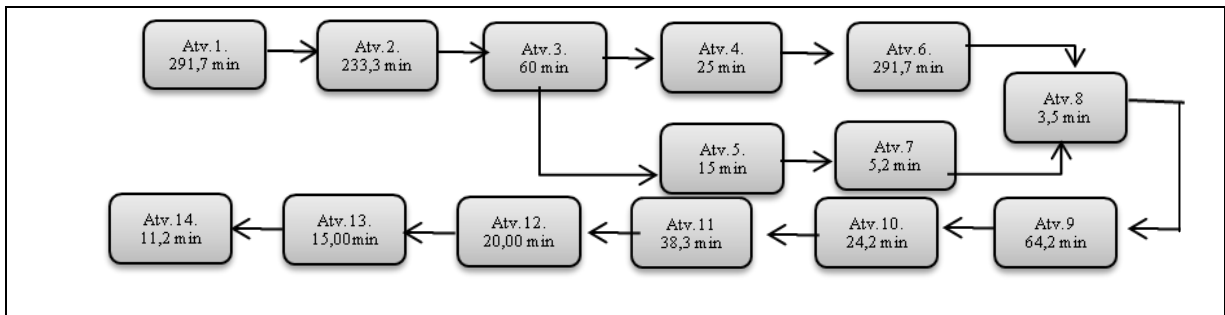 Atv.1.
291,7 min
Atv.2.
233,3 min
Atv.3.
60 min
Atv.4.
25 min
Atv.6.
291,7 min
Atv.8
3,5 min
Atv.5.
15 min
Atv.7
5,2 min
Atv.14.
11,2 min
Atv.13.
15,00min
Atv.12.
20,00 min
Atv.11
38,3 min
Atv.10.
24,2 min
Atv.9
64,2 min